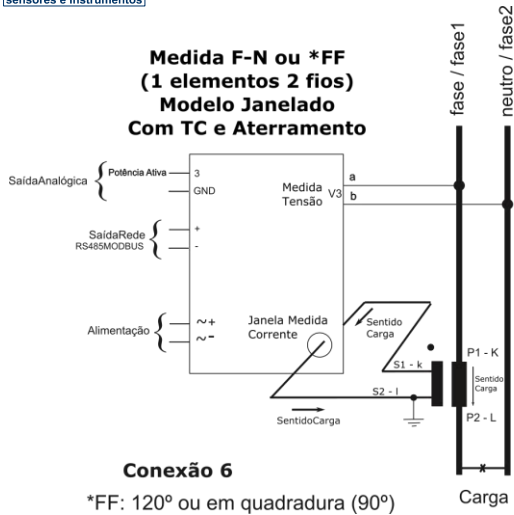 sensores e instrumentos
Medida F-N ou *FF
(1 elementos 2 fios)
Modelo Janelado
Com TC e Aterramento
fase / fase1
neutro / fase2
SaídaAnalógica
Potência Ativa
3
GND
Medida
Tensão
V3
a
b
SaídaRede
RS485MODBUS
+
-
Alimentação
~+
~-
Janela Medida
Corrente
Sentido
Carga
S1 - k
S2 - l
SentidoCarga
P1 - K
Sentido
Carga
P2 - L
x
Carga
Conexão 6
*FF: 120º ou em quadratura (90º)